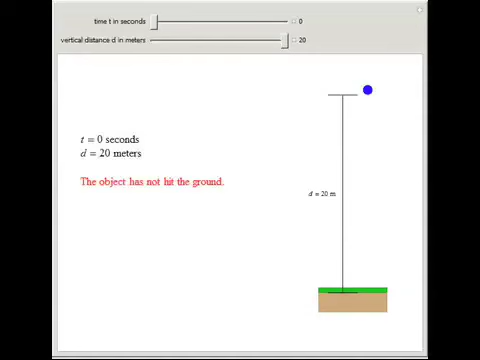 time t in seconds 0
vertical distance d in meters 20
t = 0 seconds
d = 20 meters
The object has not hit the ground.
d = 20 m